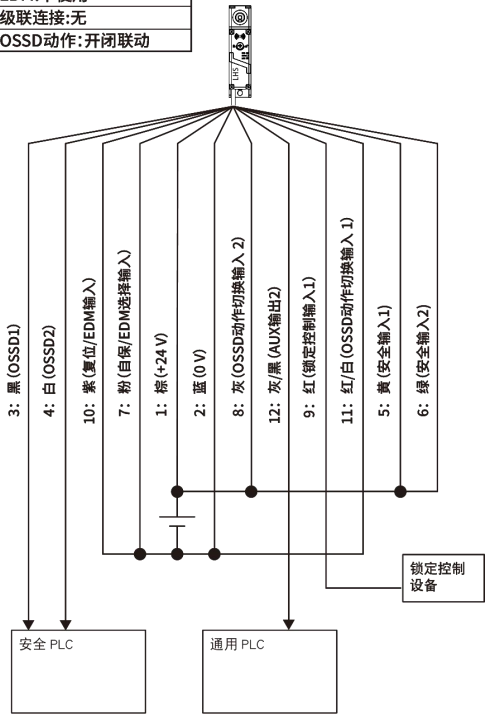 级联连接:无
OSSD动作:开闭联动
LHS
3: 黑(OSSD1)
4: 白(OSSD2)
10: 紫(复位/EDM输入)
7: 粉(自保/EDM选择输入)
1: 棕(+24 V)
2: 蓝(0 V)
8: 灰(OSSD动作切换输入 2)
12: 灰/黑(AUX输出2)
9: 红(锁定控制输入1)
11: 红/白(OSSD动作切换输入 1)
5: 黄(安全输入1)
6: 绿(安全输入2)
锁定控制
设备
安全 PLC
通用 PLC